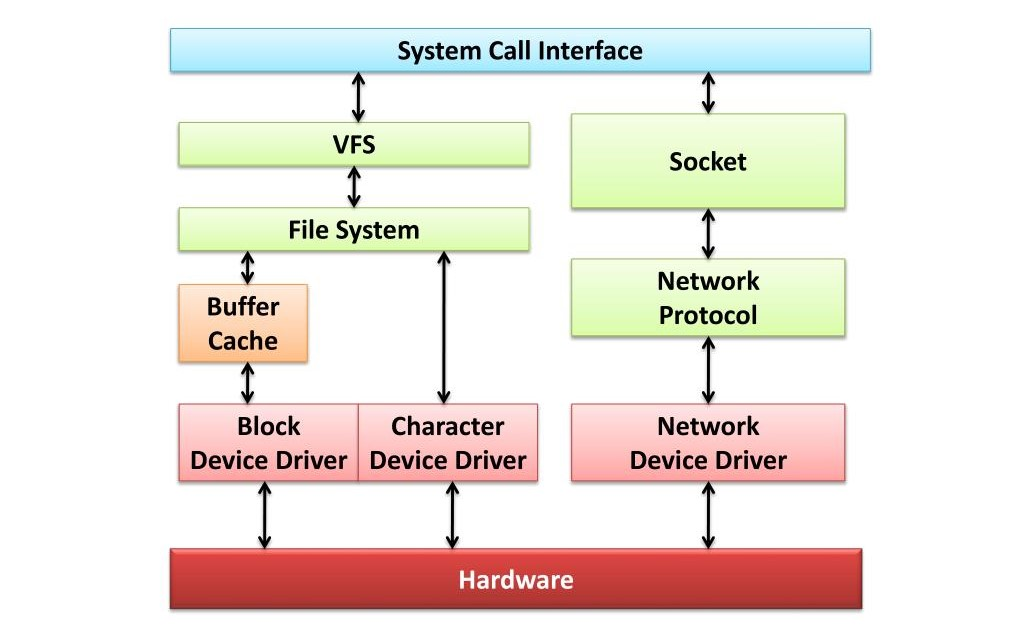 System Call Interface
VFS
Socket
File System
Buffer
Cache
Network
Protocol
Block
Device Driver
Character
Device Driver
Network
Device Driver
Hardware